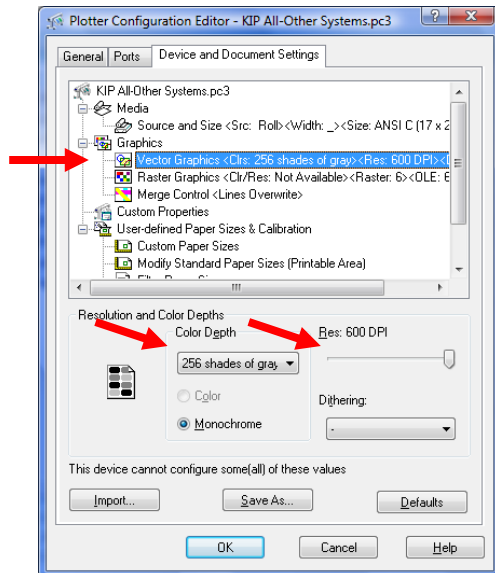 Plotter Configuration Editor - KIP All-Other Systems.pc3
General Ports Device and Document Settings
KIP All-Other Systems.pc3
Media
Source and Size <Src: Roll> <Width: _> <Size: ANSI C (17 x 2
Graphics
Vector Graphics <Clrs: 256 shades of gray> <Res: 600 DPI> <
Raster Graphics <Clr/Res: Not Available> <Raster: 6> <OLE: 6
Merge Control <Lines Overwrite>
Custom Properties
User-defined Paper Sizes & Calibration
Custom Paper Sizes
Modify Standard Paper Sizes (Printable Area)
Resolution and Color Depths
Color Depth
Res: 600 DPI
256 shades of gray
Color
Dithering:
Monochrome
-
This device cannot configure some(all) of these values
Import... Save As... Defaults
OK Cancel Help